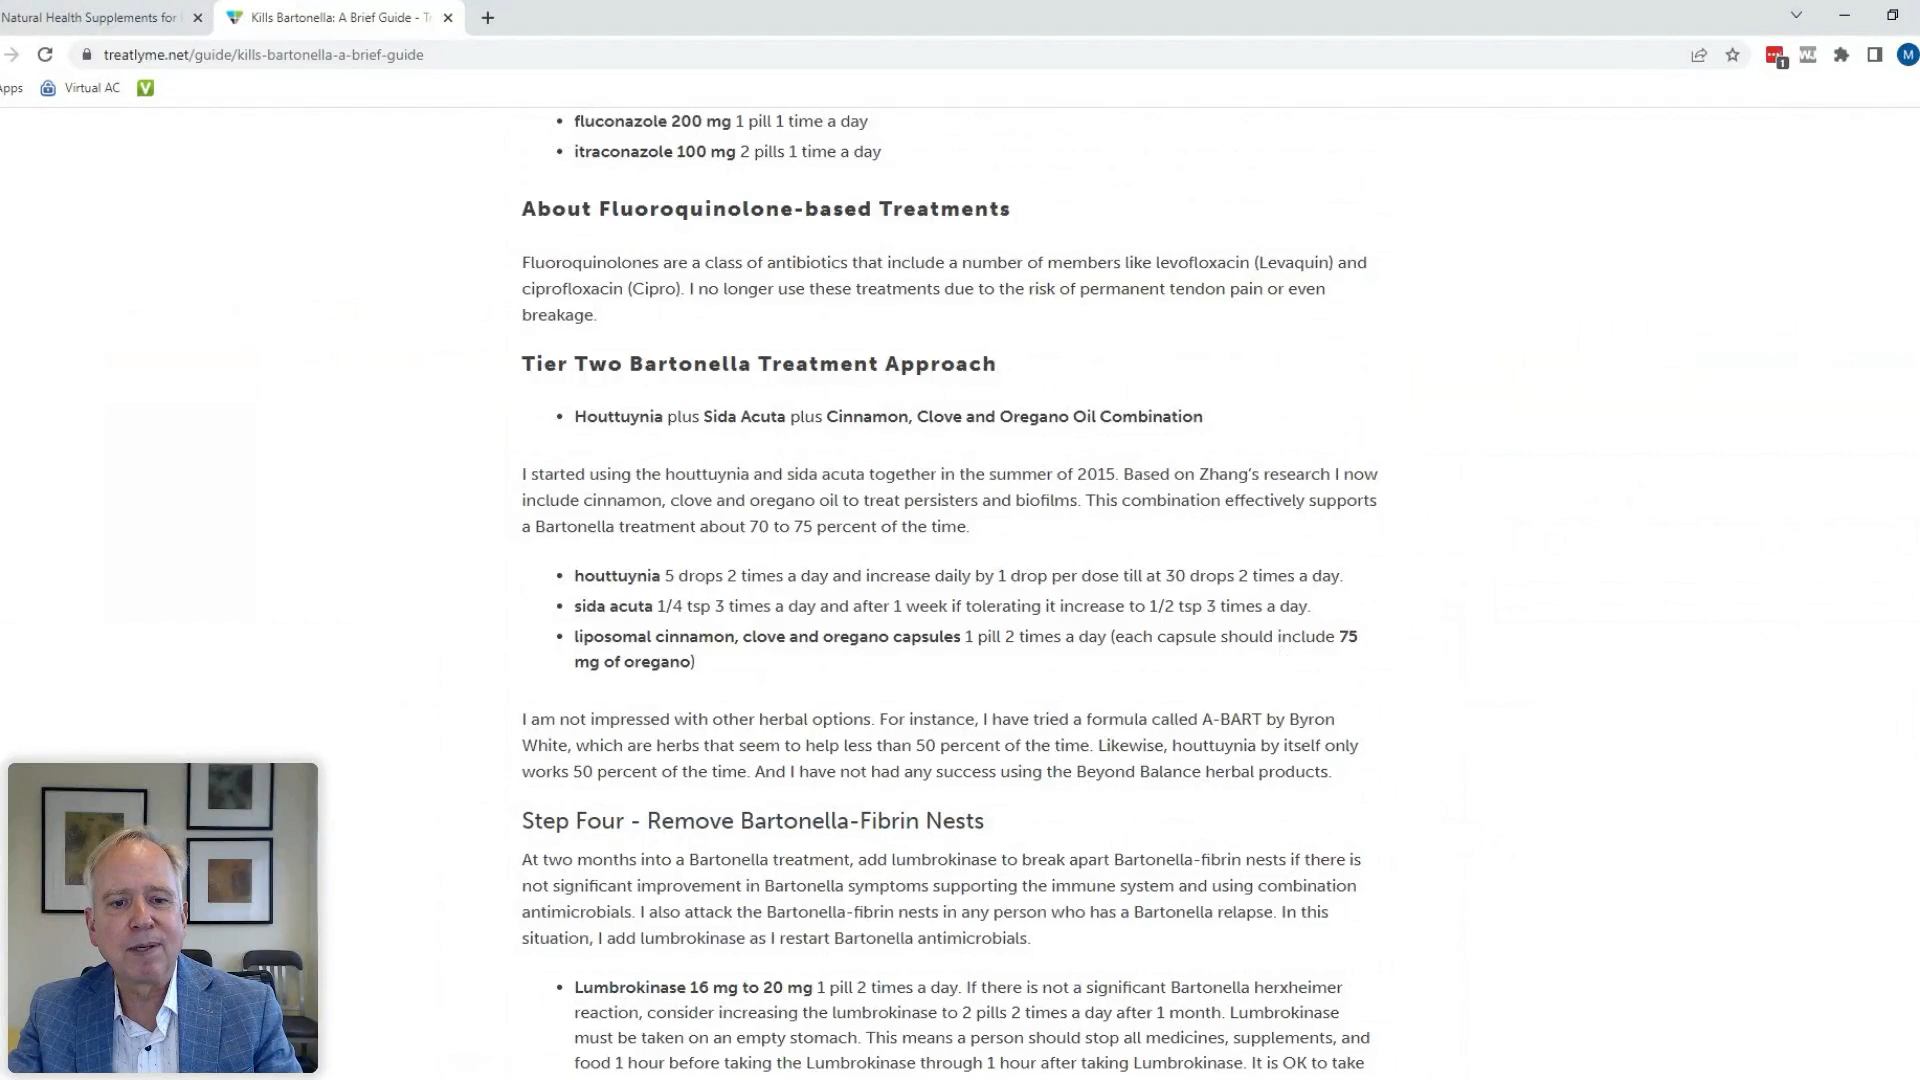 Natural Health Supplements for
Kills Bartonella: A Brief Guide - Tr
treatlyme.net/guide/kills-bartonella-a-brief-guide
1
M
Apps
Virtual AC
V
• fluconazole 200 mg 1 pill 1 time a day
• itraconazole 100 mg 2 pills 1 time a day
About Fluoroquinolone-based Treatments
Fluoroquinolones are a class of antibiotics that include a number of members like levofloxacin (Levaquin) and
ciprofloxacin (Cipro). I no longer use these treatments due to the risk of permanent tendon pain or even
breakage.
Tier Two Bartonella Treatment Approach
• Houttuynia plus Sida Acuta plus Cinnamon, Clove and Oregano Oil Combination
I started using the houttuynia and sida acuta together in the summer of 2015. Based on Zhang's research I now
include cinnamon, clove and oregano oil to treat persisters and biofilms. This combination effectively supports
a Bartonella treatment about 70 to 75 percent of the time.
• houttuynia 5 drops 2 times a day and increase daily by 1 drop per dose till at 30 drops 2 times a day.
• sida acuta 1/4 tsp 3 times a day and after 1 week if tolerating it increase to 1/2 tsp 3 times a day.
• liposomal cinnamon, clove and oregano capsules 1 pill 2 times a day (each capsule should include 75
mg of oregano)
I am not impressed with other herbal options. For instance, I have tried a formula called A-BART by Byron
White, which are herbs that seem to help less than 50 percent of the time. Likewise, houttuynia by itself only
works 50 percent of the time. And I have not had any success using the Beyond Balance herbal products.
Step Four - Remove Bartonella-Fibrin Nests
At two months into a Bartonella treatment, add lumbrokinase to break apart Bartonella-fibrin nests if there is
not significant improvement in Bartonella symptoms supporting the immune system and using combination
antimicrobials. I also attack the Bartonella-fibrin nests in any person who has a Bartonella relapse. In this
situation, I add lumbrokinase as I restart Bartonella antimicrobials.
• Lumbrokinase 16 mg to 20 mg 1 pill 2 times a day. If there is not a significant Bartonella herxheimer
reaction, consider increasing the lumbrokinase to 2 pills 2 times a day after 1 month. Lumbrokinase
must be taken on an empty stomach. This means a person should stop all medicines, supplements, and
food 1 hour before taking the Lumbrokinase through 1 hour after taking Lumbrokinase. It is OK to take